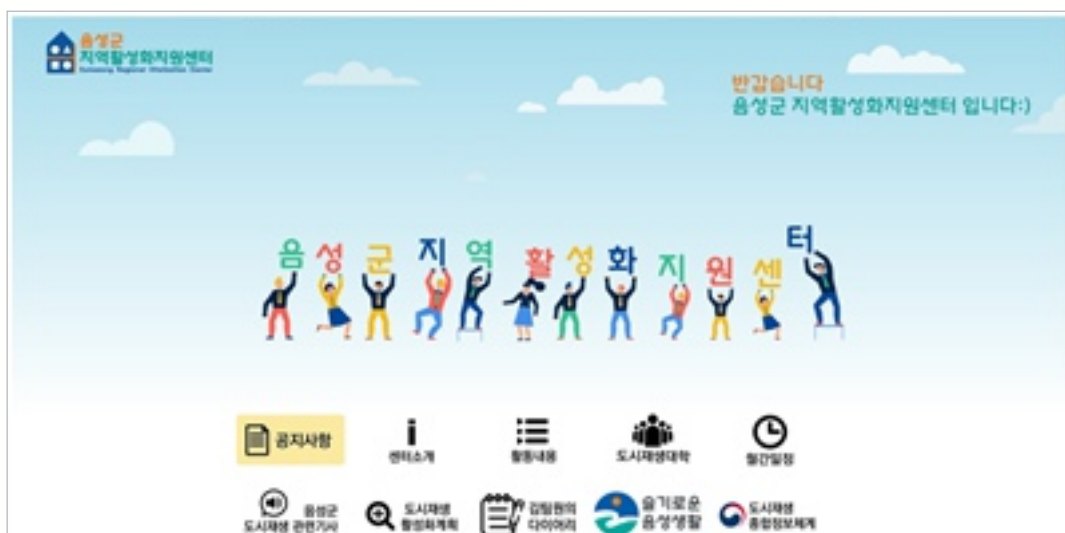 음성군
지역활성화지원센터
반갑습니다
음성군 지역활성화지원센터 입니다:)
음성군지역활성화지원센터
공지사항
센터소개
활동내용
도시재생대학
월간일정
음성군
도시재생 관련기사
도시재생
활성화계획
김팀원의
다이어리
슬기로운
음성생활
도시재생
종합정보체계